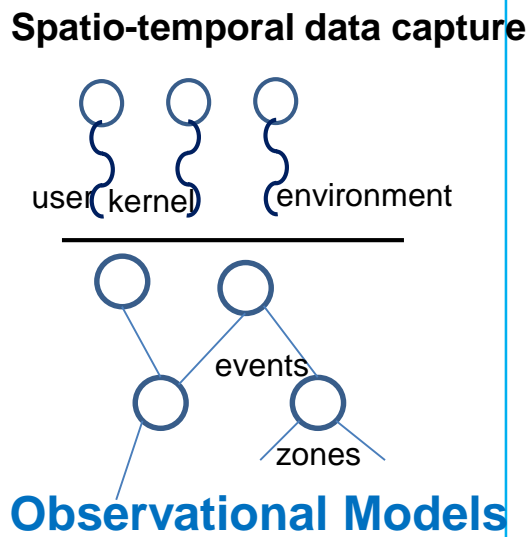 Spatio-temporal data capture
user kernel environment
events
zones
Observational Models